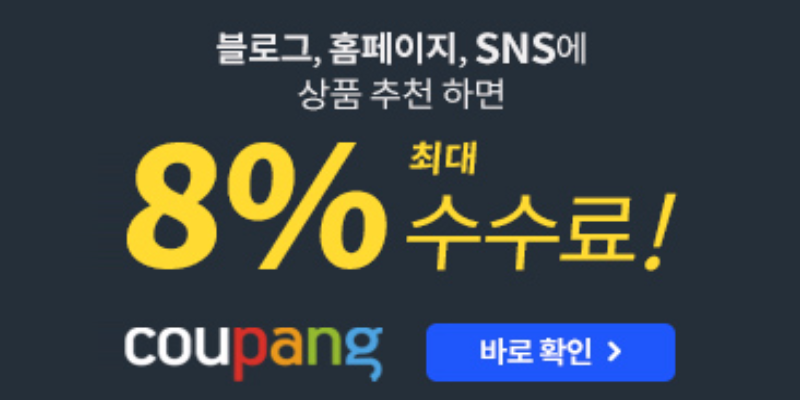 블로그, 홈페이지, SNS에
상품 추천 하면
8% 최대
수수료!
coupang
바로 확인 >